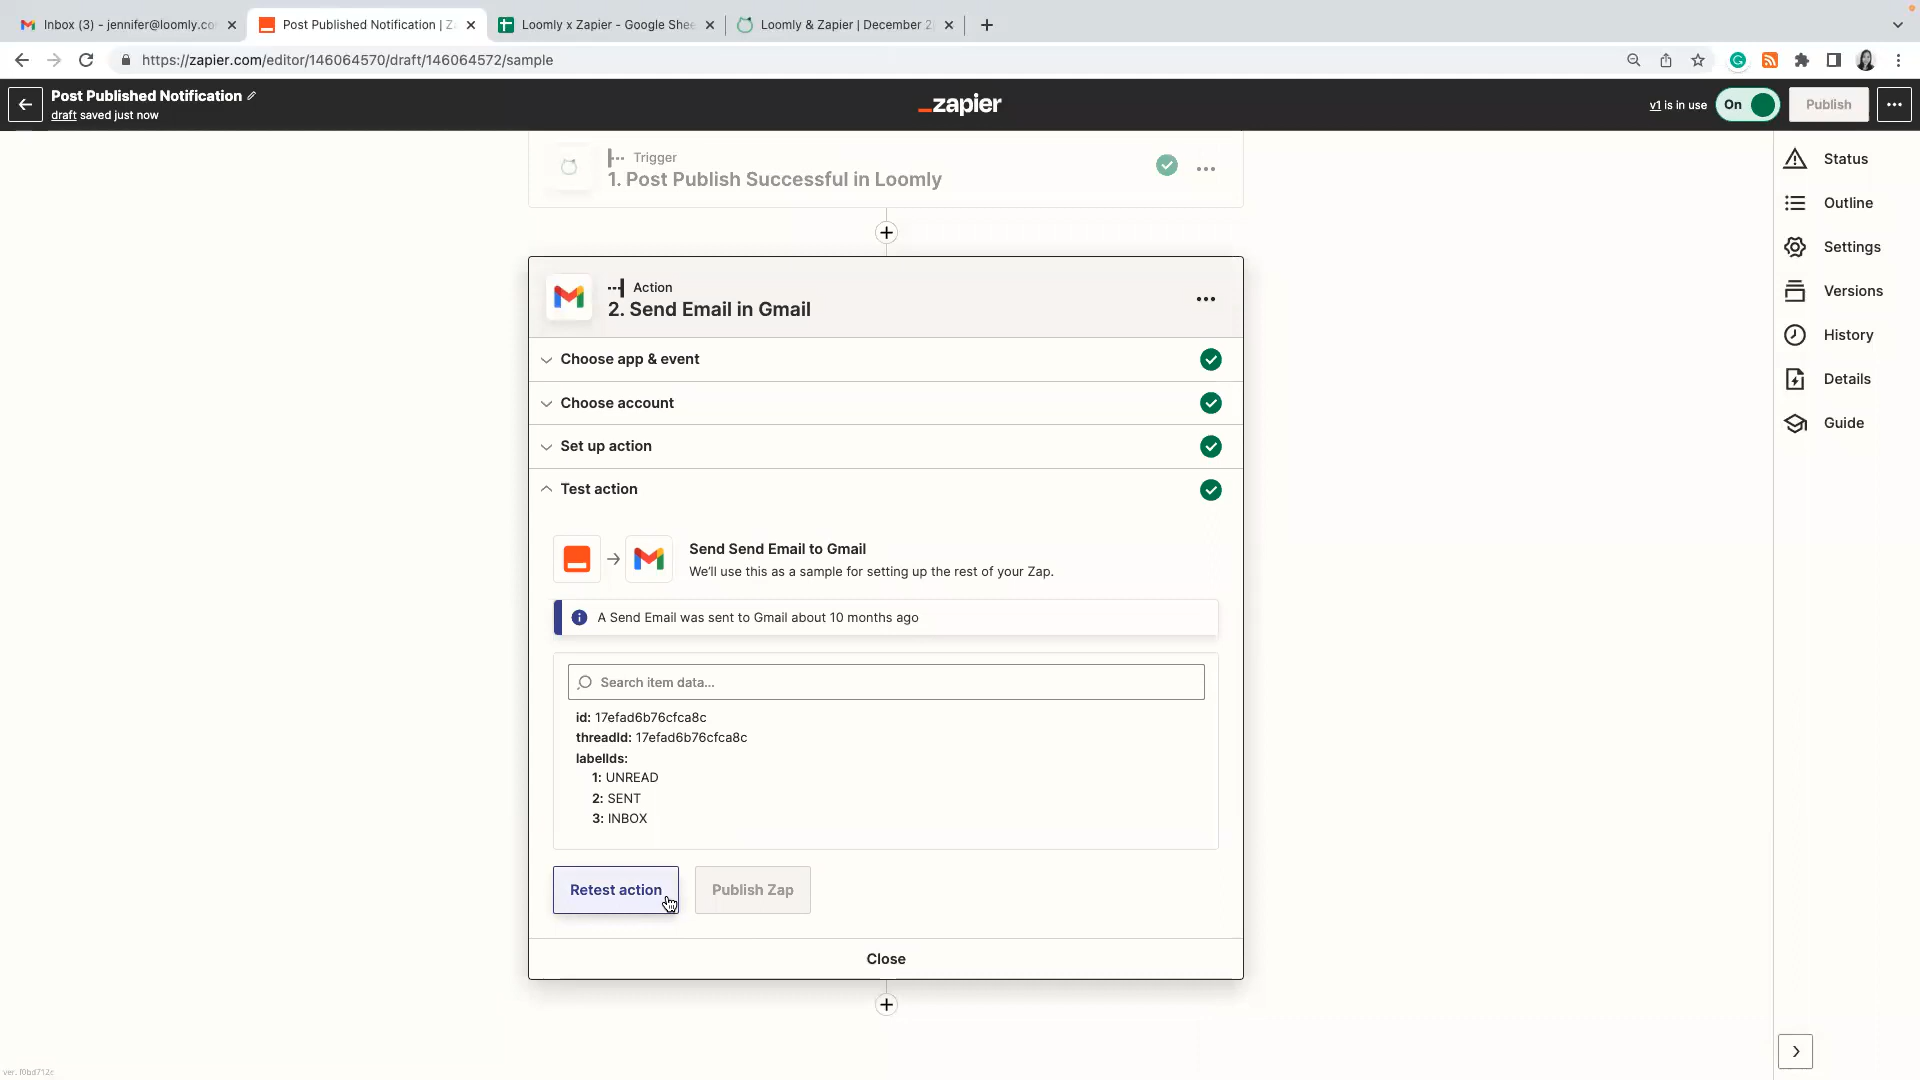 Inbox (3) - jennifer@loomly.co
Post Published Notification | Z
Loomly x Zapier - Google Shee
Loomly & Zapier | December 2
https://zapier.com/editor/146064570/draft/146064572/sample
Post Published Notification
draft saved just now
zapier
v1 is in use
On
Publish
Trigger
1. Post Publish Successful in Loomly
Action
2. Send Email in Gmail
Choose app & event
Choose account
Set up action
Test action
Send Send Email to Gmail
We'll use this as a sample for setting up the rest of your Zap.
A Send Email was sent to Gmail about 10 months ago
Search item data...
id: 17efad6b76cfca8c
threadId: 17efad6b76cfca8c
labelIds:
1: UNREAD
2: SENT
3: INBOX
Retest action
Publish Zap
Close
Status
Outline
Settings
Versions
History
Details
Guide